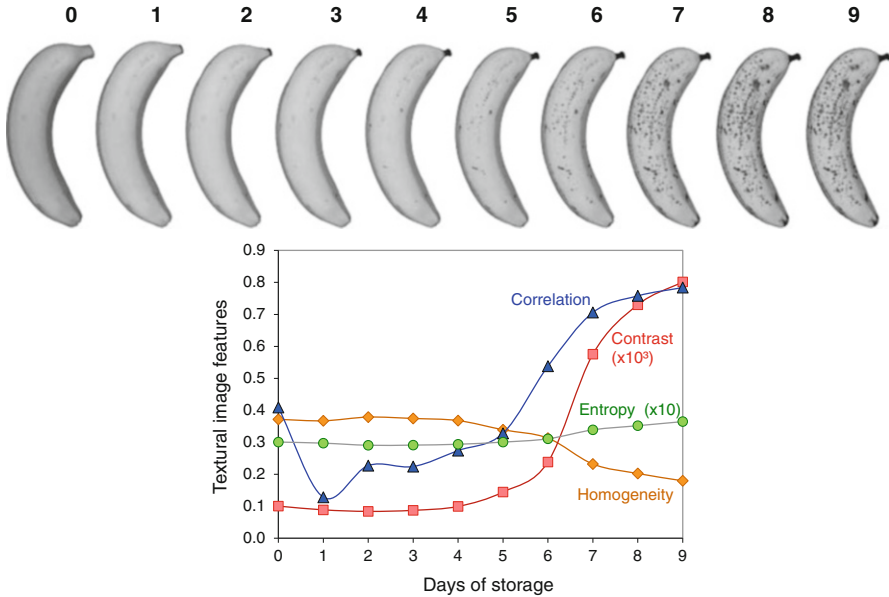 0 1 2 3 4 5 6 7 8 9
0.9
0.8
0.7
0.6
0.5
0.4
0.3
0.2
0.1
0.0
Textural image features
Correlation
Contrast
(x10³)
Entropy (x10)
Homogeneity
0 1 2 3 4 5 6 7 8 9
Days of storage